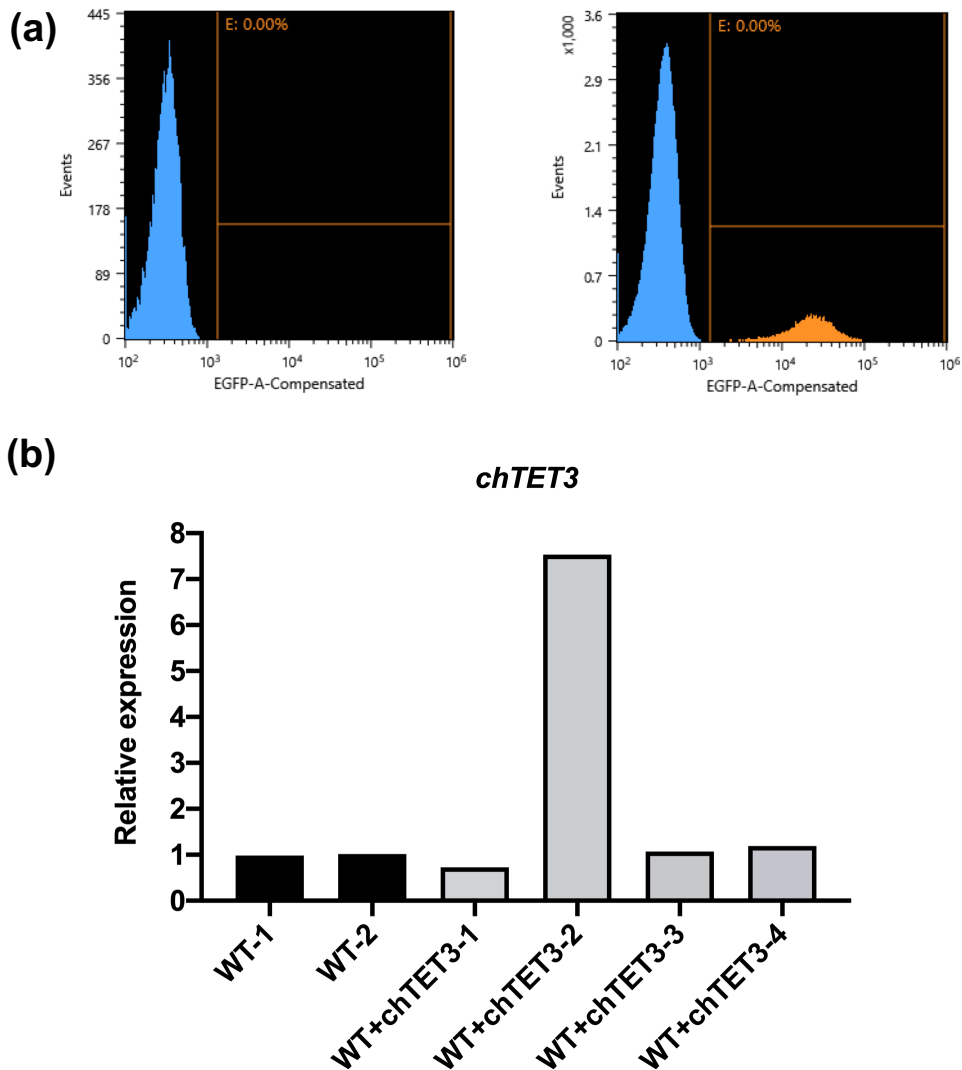 (a)
445
356
267
178
89
0
Events
E: 0.00%
10² 10³ 10⁴ 10⁵ 10⁶
EGFP-A-Compensated
x1,000
3.6
2.9
2.1
1.4
0.7
0
Events
E: 0.00%
10² 10³ 10⁴ 10⁵ 10⁶
EGFP-A-Compensated
(b)
chTET3
Relative expression
8
7
6
5
4
3
2
1
0
WT-1
WT-2
WT+chTET3-1
WT+chTET3-2
WT+chTET3-3
WT+chTET3-4